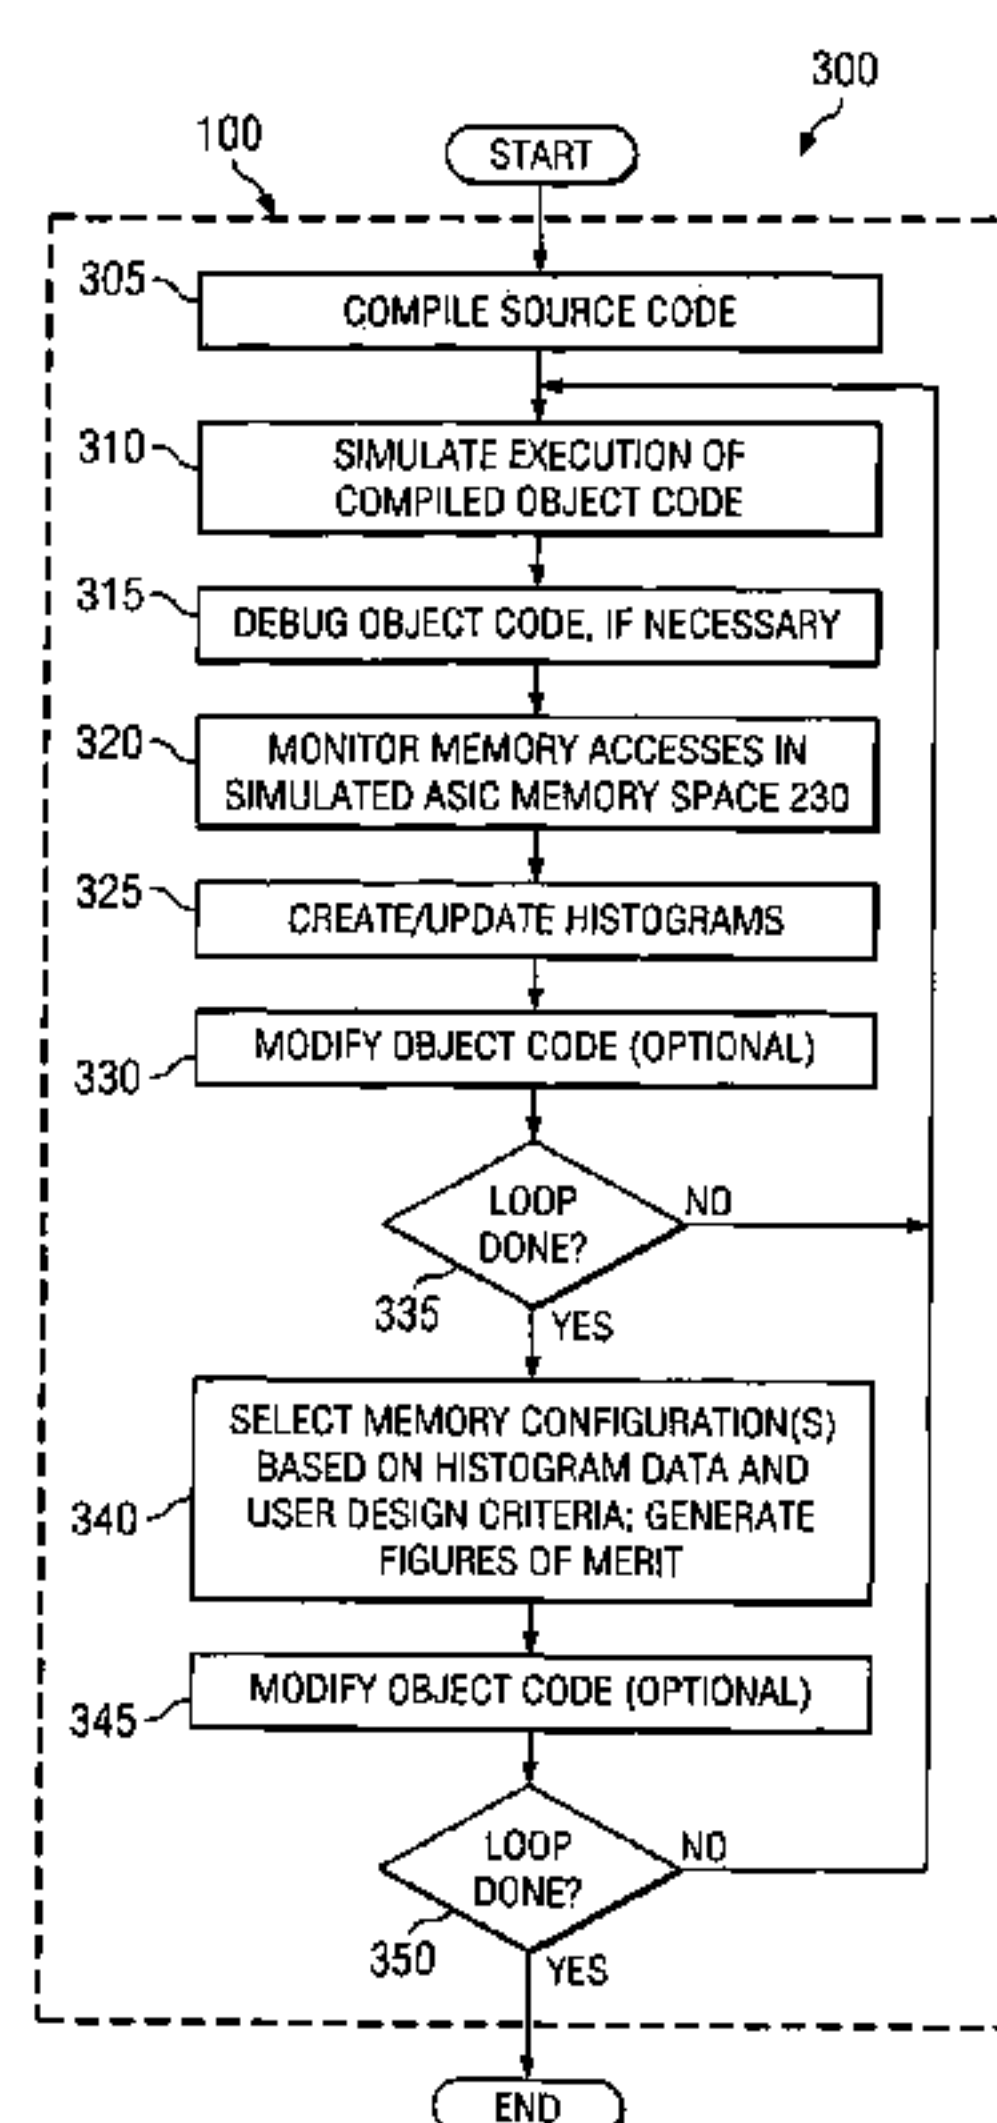 300
100
START
305
COMPILE SOURCE CODE
310
SIMULATE EXECUTION OF
COMPILED OBJECT CODE
315
DEBUG OBJECT CODE, IF NECESSARY
320
MONITOR MEMORY ACCESSES IN
SIMULATED ASIC MEMORY SPACE 230
325
CREATE/UPDATE HISTOGRAMS
330
MODIFY OBJECT CODE (OPTIONAL)
LOOP
DONE?
NO
335
YES
340
SELECT MEMORY CONFIGURATION(S)
BASED ON HISTOGRAM DATA AND
USER DESIGN CRITERIA; GENERATE
FIGURES OF MERIT
345
MODIFY OBJECT CODE (OPTIONAL)
LOOP
DONE?
NO
350
YES
END